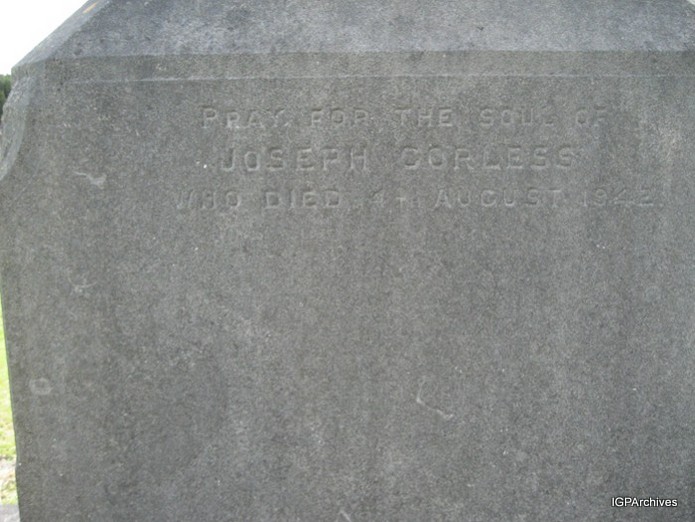 PRAY FOR THE SOUL OF
JOSEPH CORLESS
WHO DIED AUGUST 1942
IGPArchives